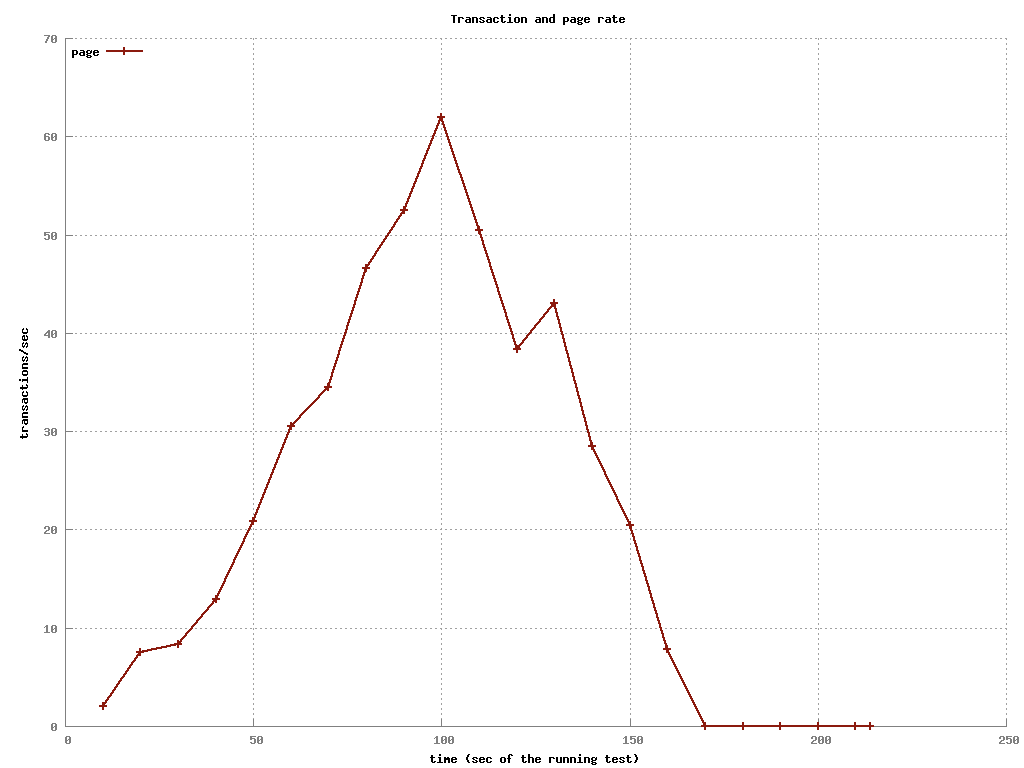 Transaction and page rate
70
page
60
50
40
transactions/sec
30
20
10
0
0 50 100 150 200 250
time (sec of the running test)